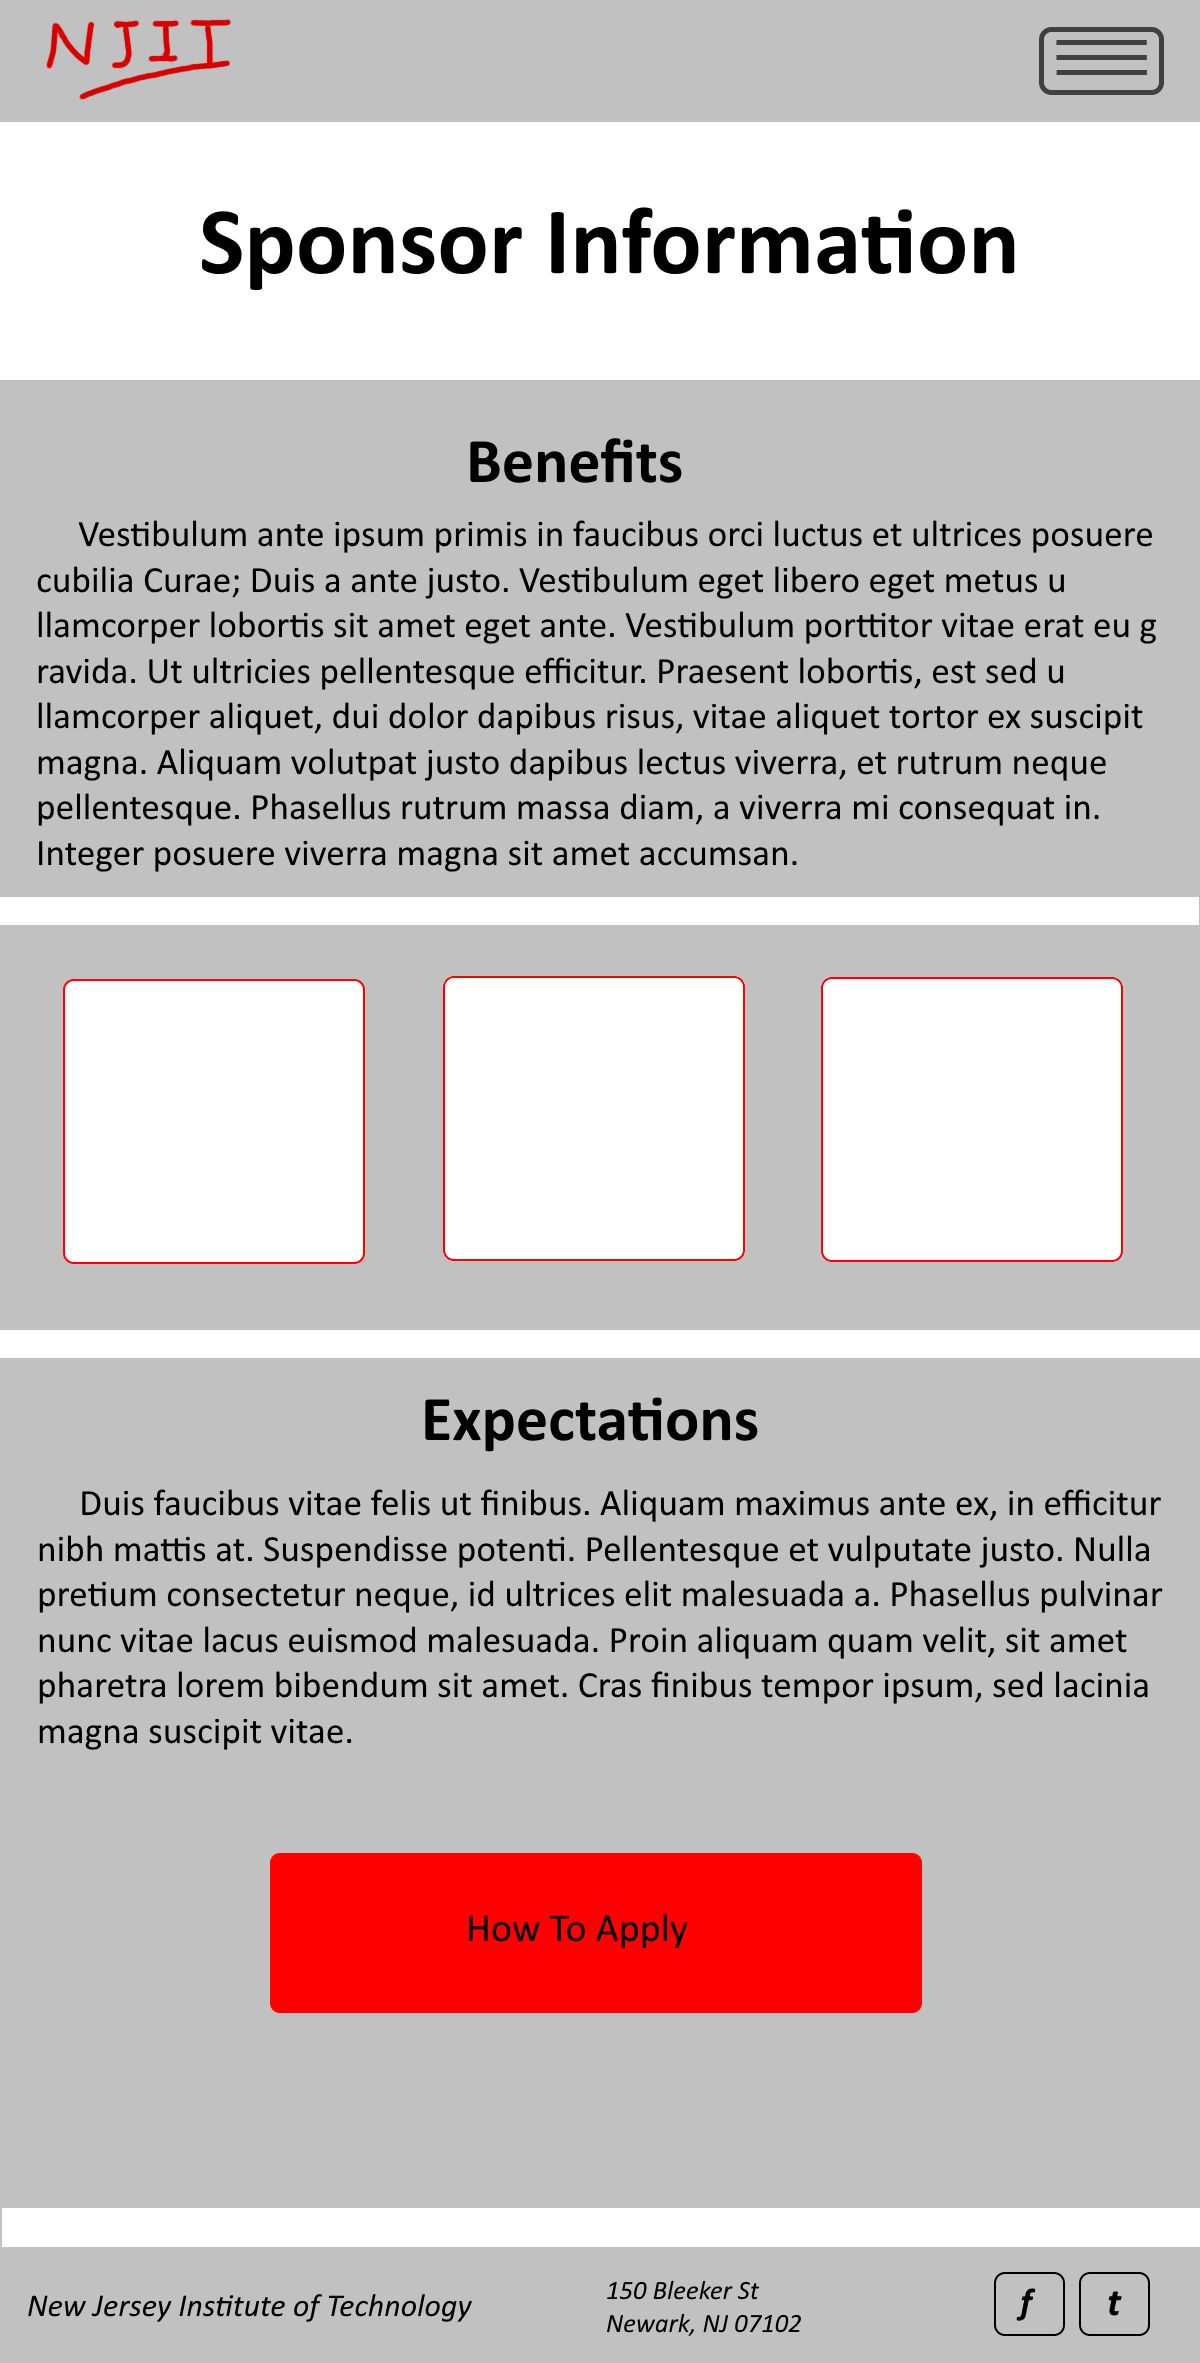 NJIT
Sponsor Information
Benefits
Vestibulum ante ipsum primis in faucibus orci luctus et ultrices posuere
cubilia Curae; Duis a ante justo. Vestibulum eget libero eget metus u
llamcorper lobortis sit amet eget ante. Vestibulum porttitor vitae erat eu g
ravida. Ut ultricies pellentesque efficitur. Praesent lobortis, est sed u
llamcorper aliquet, dui dolor dapibus risus, vitae aliquet tortor ex suscipit
magna. Aliquam volutpat justo dapibus lectus viverra, et rutrum neque
pellentesque. Phasellus rutrum massa diam, a viverra mi consequat in.
Integer posuere viverra magna sit amet accumsan.
Expectations
Duis faucibus vitae felis ut finibus. Aliquam maximus ante ex, in efficitur
nibh mattis at. Suspendisse potenti. Pellentesque et vulputate justo. Nulla
pretium consectetur neque, id ultrices elit malesuada a. Phasellus pulvinar
nunc vitae lacus euismod malesuada. Proin aliquam quam velit, sit amet
pharetra lorem bibendum sit amet. Cras finibus tempor ipsum, sed lacinia
magna suscipit vitae.
How To Apply
New Jersey Institute of Technology
150 Bleeker St
Newark, NJ 07102
f
t